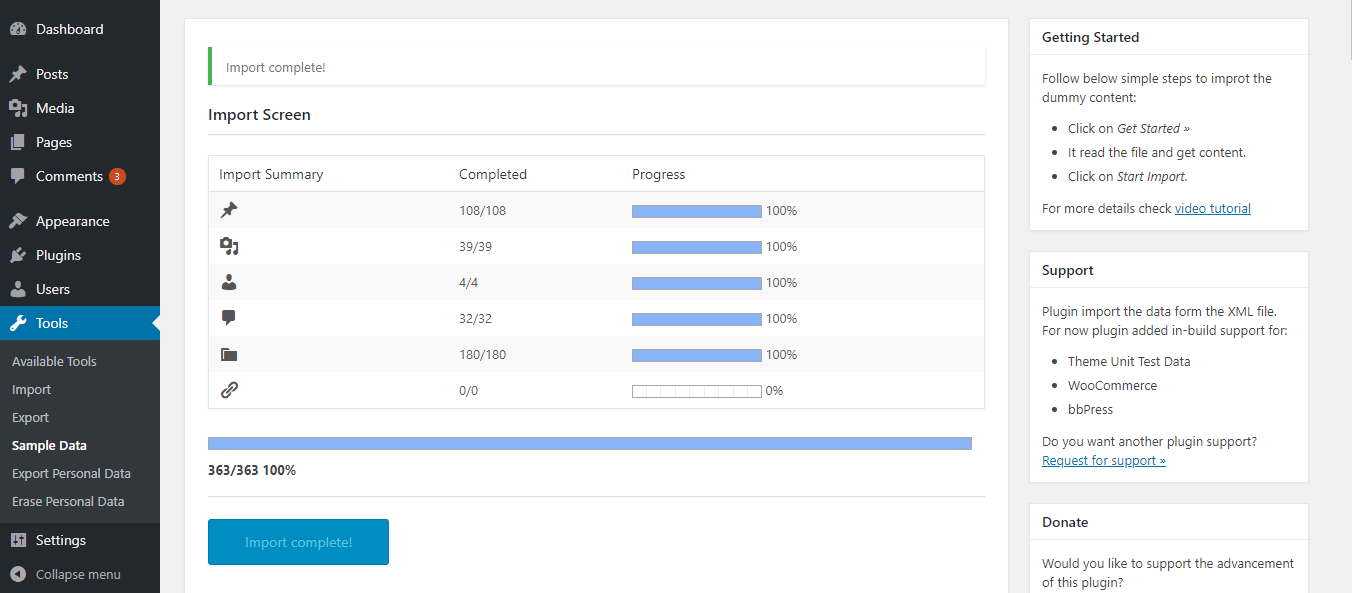 Dashboard
Posts
Media
Pages
Comments 3
Appearance
Plugins
Users
Tools
Available Tools
Import
Export
Sample Data
Export Personal Data
Erase Personal Data
Settings
Collapse menu
Import complete!
Import Screen
Import Summary Completed Progress
108/108 100%
39/39 100%
4/4 100%
32/32 100%
180/180 100%
0/0 0%
363/363 100%
Import complete!
Getting Started
Follow below simple steps to improt the
dummy content:
• Click on Get Started »
• It read the file and get content.
• Click on Start Import.
For more details check video tutorial
Support
Plugin import the data form the XML file.
For now plugin added in-build support for:
• Theme Unit Test Data
• WooCommerce
• bbPress
Do you want another plugin support?
Request for support »
Donate
Would you like to support the advancement
of this plugin?